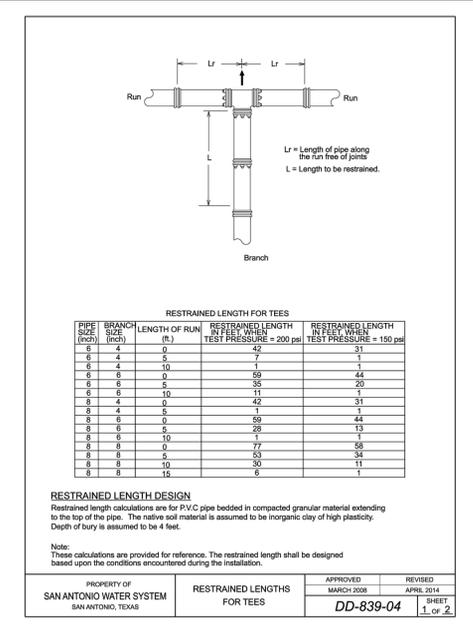 Lr Lr
Run Run
Lr = Length of pipe along
the run free of joints
L
L = Length to be restrained.
Branch
RESTRAINED LENGTH FOR TEES
PIPE SIZE (inch) BRANCH SIZE (inch) LENGTH OF RUN (ft.) RESTRAINED LENGTH IN FEET, WHEN TEST PRESSURE = 200 psi RESTRAINED LENGTH IN FEET, WHEN TEST PRESSURE = 150 psi
6 4 0 42 31
6 4 5 7 1
6 4 10 1 1
6 6 0 59 44
6 6 5 35 20
6 6 10 11 1
8 4 0 42 31
8 4 5 1 1
8 6 0 59 44
8 6 5 28 13
8 6 10 1 1
8 8 0 77 58
8 8 5 53 34
8 8 10 30 11
8 8 15 6 1
RESTRAINED LENGTH DESIGN
Restrained length calculations are for P.V.C pipe bedded in compacted granular material extending
to the top of the pipe. The native soil material is assumed to be inorganic clay of high plasticity.
Depth of bury is assumed to be 4 feet.
Note:
These calculations are provided for reference. The restrained length shall be designed
based upon the conditions encountered during the installation.
PROPERTY OF
SAN ANTONIO WATER SYSTEM
SAN ANTONIO, TEXAS
RESTRAINED LENGTHS
FOR TEES
APPROVED REVISED
MARCH 2008 APRIL 2014
DD-839-04
SHEET
1 OF 2